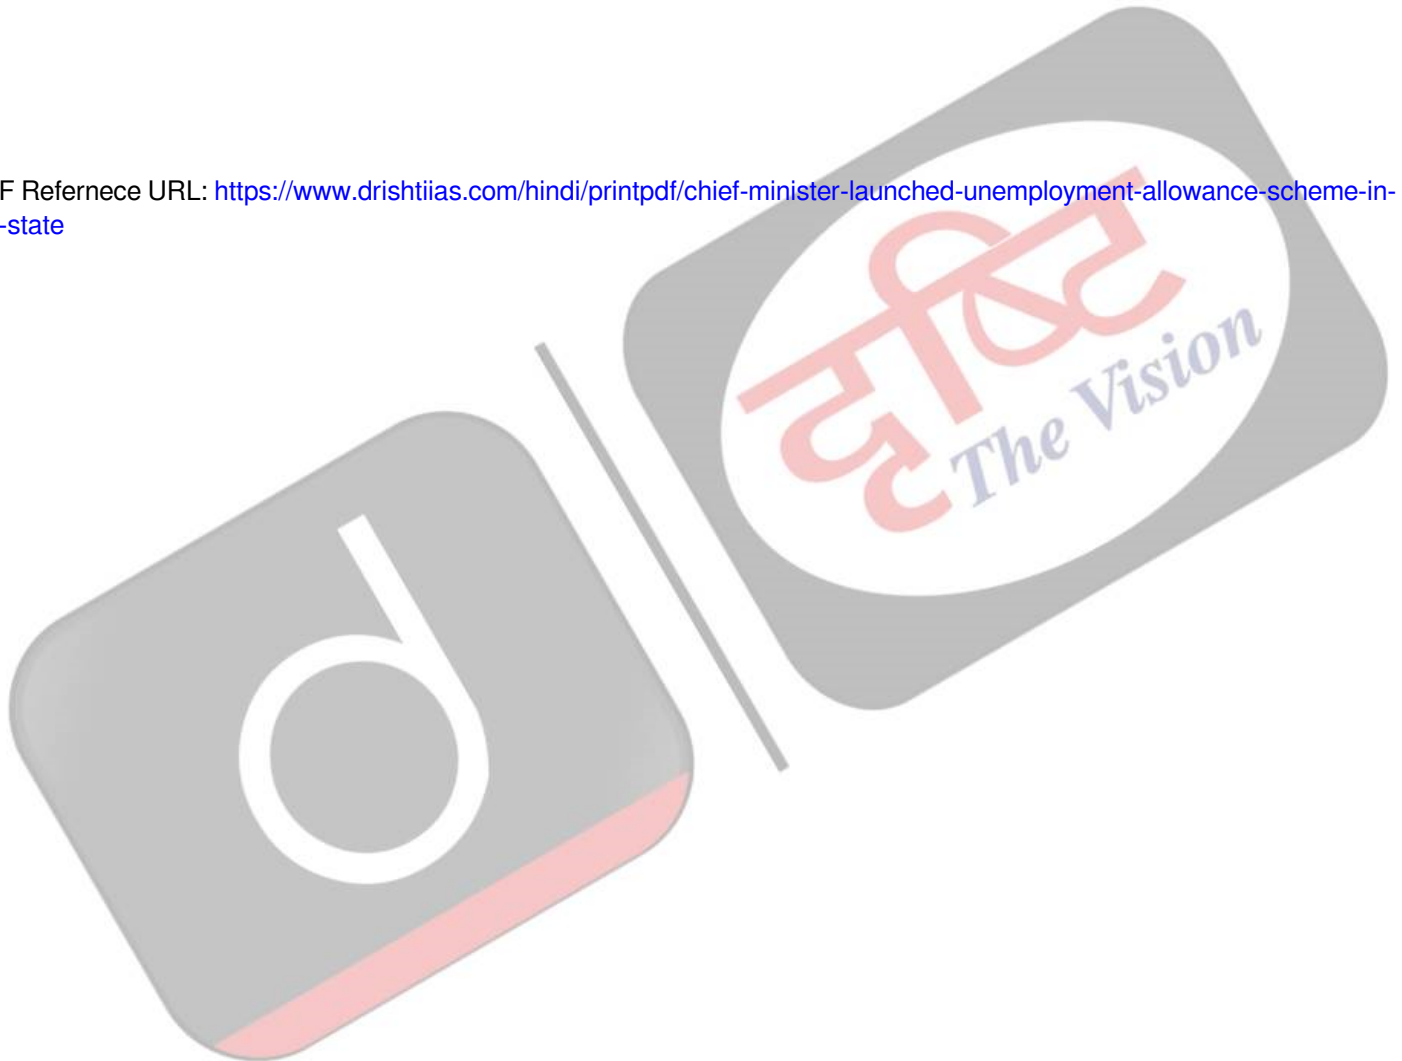 F Refernece URL: https://www.drishtiias.com/hindi/printpdf/chief-minister-launched-unemployment-allowance-scheme-in-
-state
दृष्टि
The Vision
d